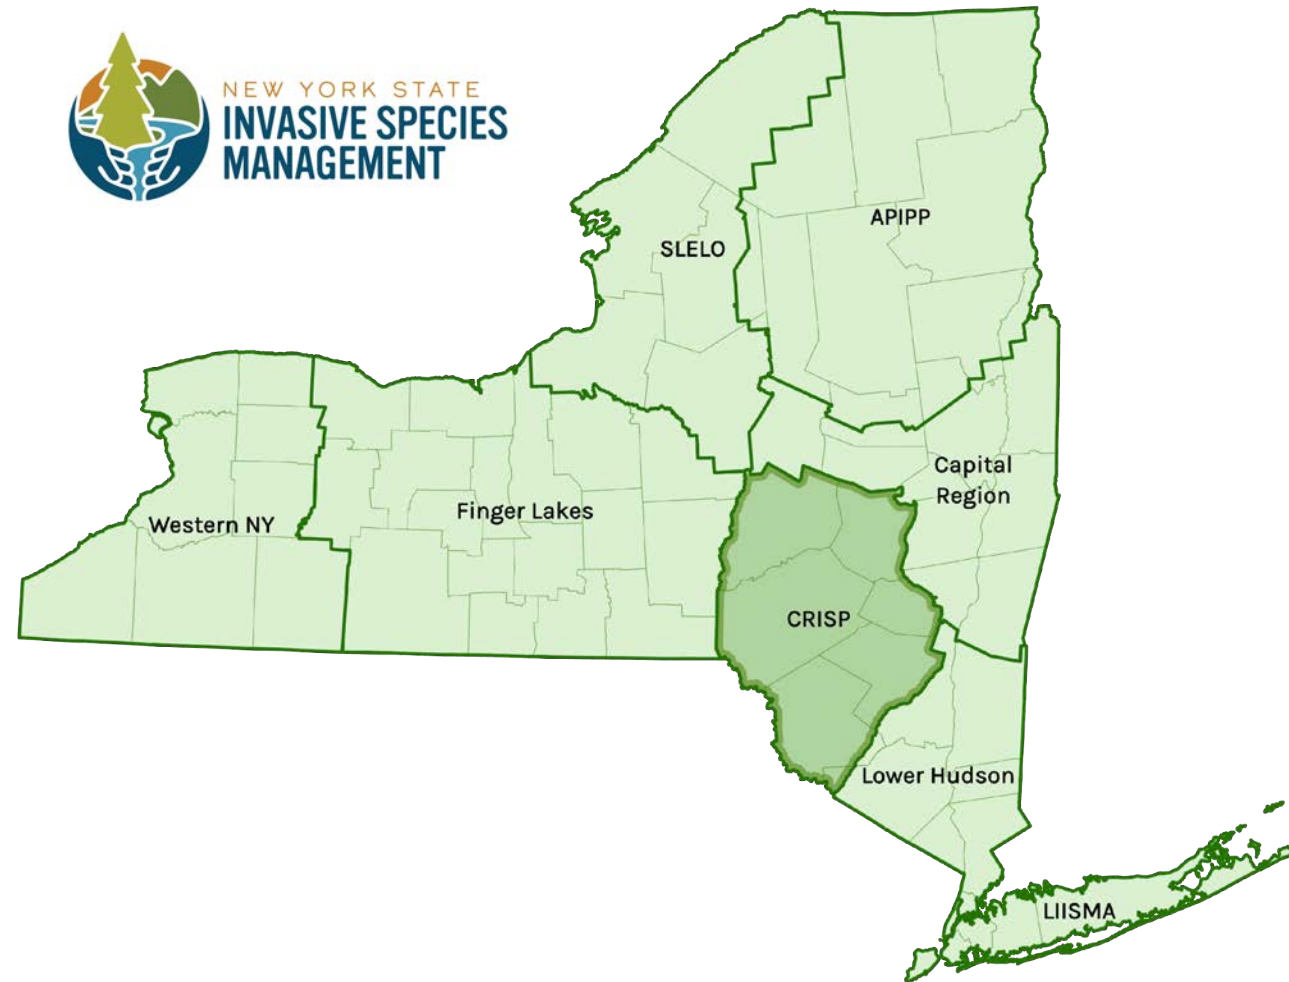 NEW YORK STATE
INVASIVE SPECIES
MANAGEMENT
APIPP
SLELO
Capital
Region
Finger Lakes
Western NY
CRISP
Lower Hudson
LIISMA